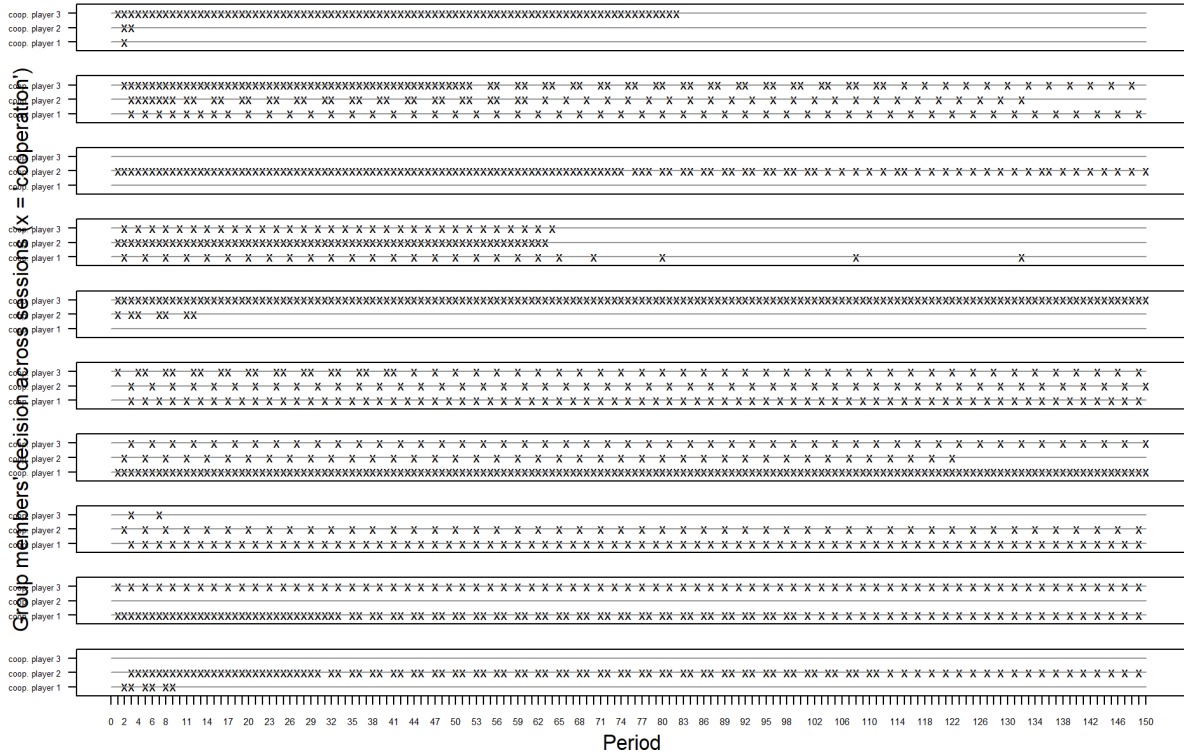 Group members' decision across sessions (x = 'cooperation')
coop. player 3
coop. player 2
coop. player 1
coop. player 3
coop. player 2
coop. player 1
coop. player 3
coop. player 2
coop. player 1
coop. player 3
coop. player 2
coop. player 1
coop. player 3
coop. player 2
coop. player 1
coop. player 3
coop. player 2
coop. player 1
coop. player 3
coop. player 2
coop. player 1
coop. player 3
coop. player 2
coop. player 1
coop. player 3
coop. player 2
coop. player 1
coop. player 3
coop. player 2
coop. player 1
0 2 4 6 8 11 14 17 20 23 26 29 32 35 38 41 44 47 50 53 56 59 62 65 68 71 74 77 80 83 86 89 92 95 98 102 106 110 114 118 122 126 130 134 138 142 146 150
Period